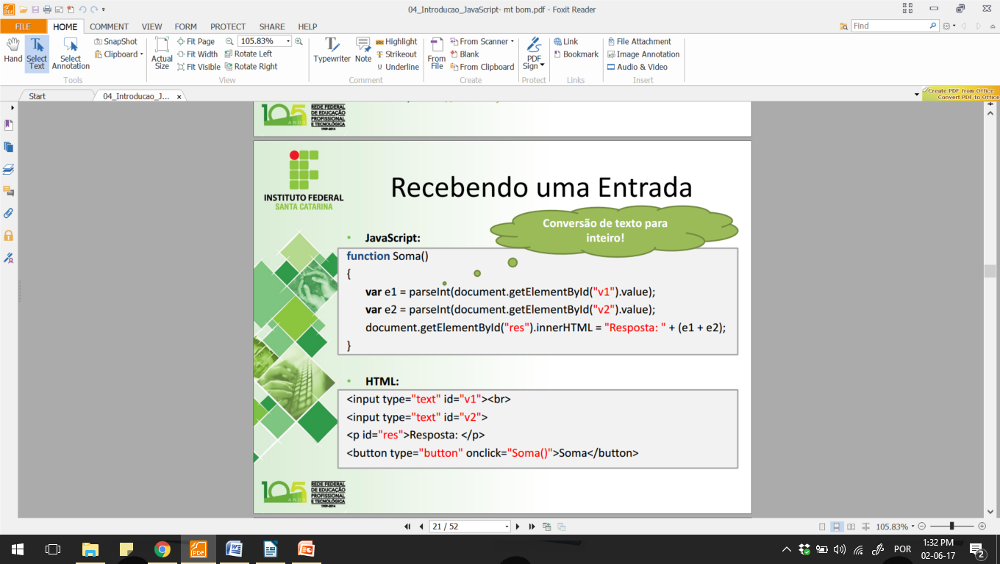 04_Introducao_JavaScript- mt bom.pdf - Foxit Reader
FILE HOME COMMENT VIEW FORM PROTECT SHARE HELP
Find
Hand
Select Text
Select Annotation
SnapShot
Clipboard
Tools
Actual Size
Fit Page
Fit Width
Fit Visible
105.83%
Rotate Left
Rotate Right
View
Typewriter
Note
Highlight
Strikeout
Underline
Comment
From File
From Scanner
Blank
From Clipboard
Create
PDF Sign
Protect
Link
Bookmark
Links
File Attachment
Image Annotation
Audio & Video
Insert
Start
04_Introducao_J...
Create PDF from Office
Convert PDF to Office
105
ANOS
REDE FEDERAL
DE EDUCAÇÃO
PROFISSIONAL
E TECNOLÓGICA
1909-2014
INSTITUTO FEDERAL
SANTA CATARINA
Recebendo uma Entrada
Conversão de texto para
inteiro!
• JavaScript:
function Soma()
{
var e1 = parseInt(document.getElementById("v1").value);
var e2 = parseInt(document.getElementById("v2").value);
document.getElementById("res").innerHTML = "Resposta: " + (e1 + e2);
}
• HTML:
<input type="text" id="v1"><br>
<input type="text" id="v2">
<p id="res">Resposta: </p>
<button type="button" onclick="Soma()">Soma</button>
105
ANOS
REDE FEDERAL
DE EDUCAÇÃO
PROFISSIONAL
E TECNOLÓGICA
1909-2014
21 / 52
105.83%
PDF
POR
1:32 PM
02-06-17
2